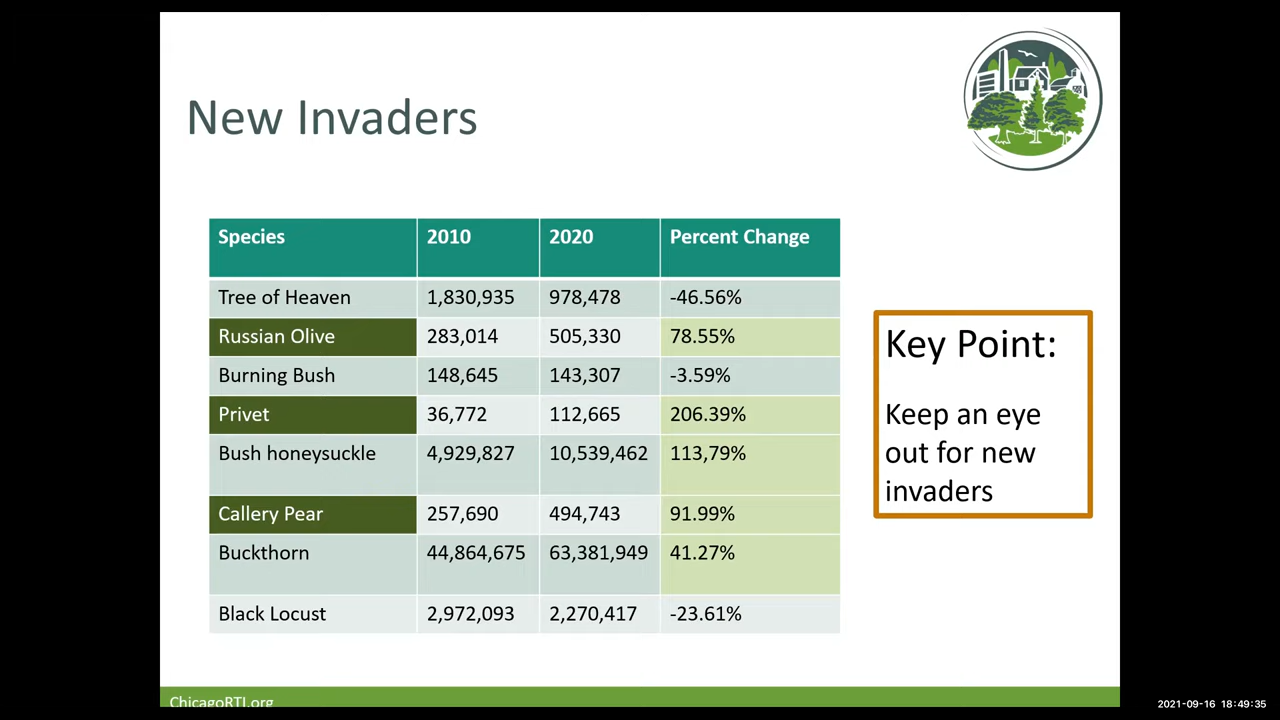 New Invaders
Species 2010 2020 Percent Change
Tree of Heaven 1,830,935 978,478 -46.56%
Russian Olive 283,014 505,330 78.55%
Burning Bush 148,645 143,307 -3.59%
Privet 36,772 112,665 206.39%
Bush honeysuckle 4,929,827 10,539,462 113,79%
Callery Pear 257,690 494,743 91.99%
Buckthorn 44,864,675 63,381,949 41.27%
Black Locust 2,972,093 2,270,417 -23.61%
Key Point:
Keep an eye
out for new
invaders
ChicagoRTI.org
2021-09-16 18:49:35